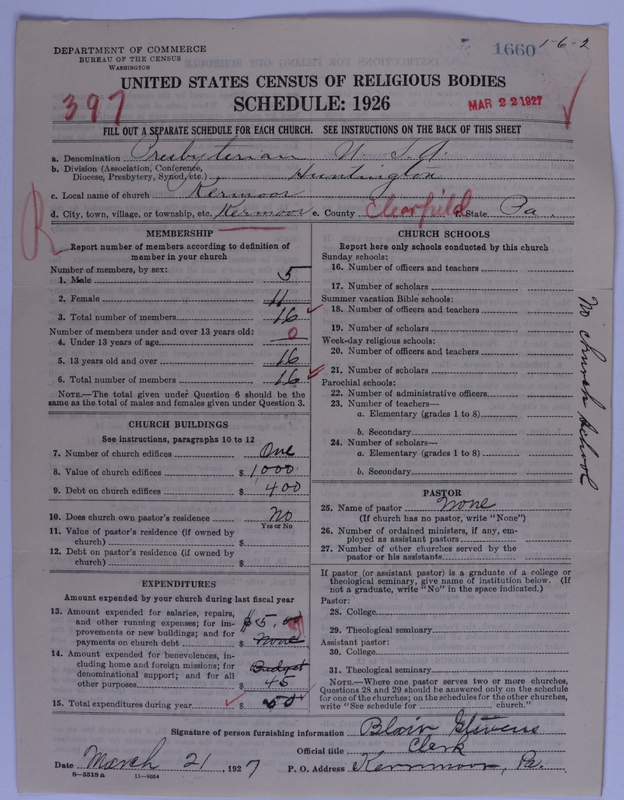 DEPARTMENT OF COMMERCE
BUREAU OF THE CENSUS
WASHINGTON
1660 1-6-2
UNITED STATES CENSUS OF RELIGIOUS BODIES
SCHEDULE: 1926
397
MAR 22 1927
FILL OUT A SEPARATE SCHEDULE FOR EACH CHURCH. SEE INSTRUCTIONS ON THE BACK OF THIS SHEET
a. Denomination Presbyterian U. S. A.
b. Division (Association, Conference, Diocese, Presbytery, Synod, etc.) Huntington
c. Local name of church Kermoor
d. City, town, village, or township, etc. Kermoor e. County Clearfield f. State Pa.
R
MEMBERSHIP
Report number of members according to definition of
member in your church
Number of members, by sex:
1. Male 5
2. Female 11
3. Total number of members 16
Number of members under and over 13 years old:
4. Under 13 years of age 0
5. 13 years old and over 16
6. Total number of members 16
NOTE.—The total given under Question 6 should be
same as the total of males and females given under Question 3.
CHURCH BUILDINGS
See instructions, paragraphs 10 to 12
7. Number of church edifices One
8. Value of church edifices $ 1,000
9. Debt on church edifices $ 400
10. Does church own pastor's residence No
Yes or No
11. Value of pastor's residence (if owned by
church) $
12. Debt on pastor's residence (if owned by
church) $
EXPENDITURES
Amount expended by your church during last fiscal year
13. Amount expended for salaries, repairs,
and other running expenses; for im-
provements or new buildings; and for
payments on church debt $ None
14. Amount expended for benevolences, in-
cluding home and foreign missions; for
denominational support; and for all
other purposes $ Budget 45
15. Total expenditures during year $ 50
CHURCH SCHOOLS
Report here only schools conducted by this church
Sunday schools:
16. Number of officers and teachers
17. Number of scholars
Summer vacation Bible schools:
18. Number of officers and teachers
19. Number of scholars
Week-day religious schools:
20. Number of officers and teachers
21. Number of scholars
Parochial schools:
22. Number of administrative officers
23. Number of teachers—
a. Elementary (grades 1 to 8)
b. Secondary
24. Number of scholars—
a. Elementary (grades 1 to 8)
b. Secondary
No church school
PASTOR
25. Name of pastor None
(If church has no pastor, write "None")
26. Number of ordained ministers, if any, em-
ployed as assistant pastors
27. Number of other churches served by the
pastor or his assistants
If pastor (or assistant pastor) is a graduate of a college or
theological seminary, give name of institution below. (If
not a graduate, write "No" in the space indicated.)
Pastor:
28. College
29. Theological seminary
Assistant pastor:
30. College
31. Theological seminary
NOTE.—Where one pastor serves two or more churches,
Questions 28 and 29 should be answered only on the schedule
for one of the churches; on the schedules for the other churches,
write "See schedule for church."
Signature of person furnishing information Blair Stevens
Official title Clerk
Date March 21, 1927 P. O. Address Kermoor, Pa.
8—5518a 11—9054